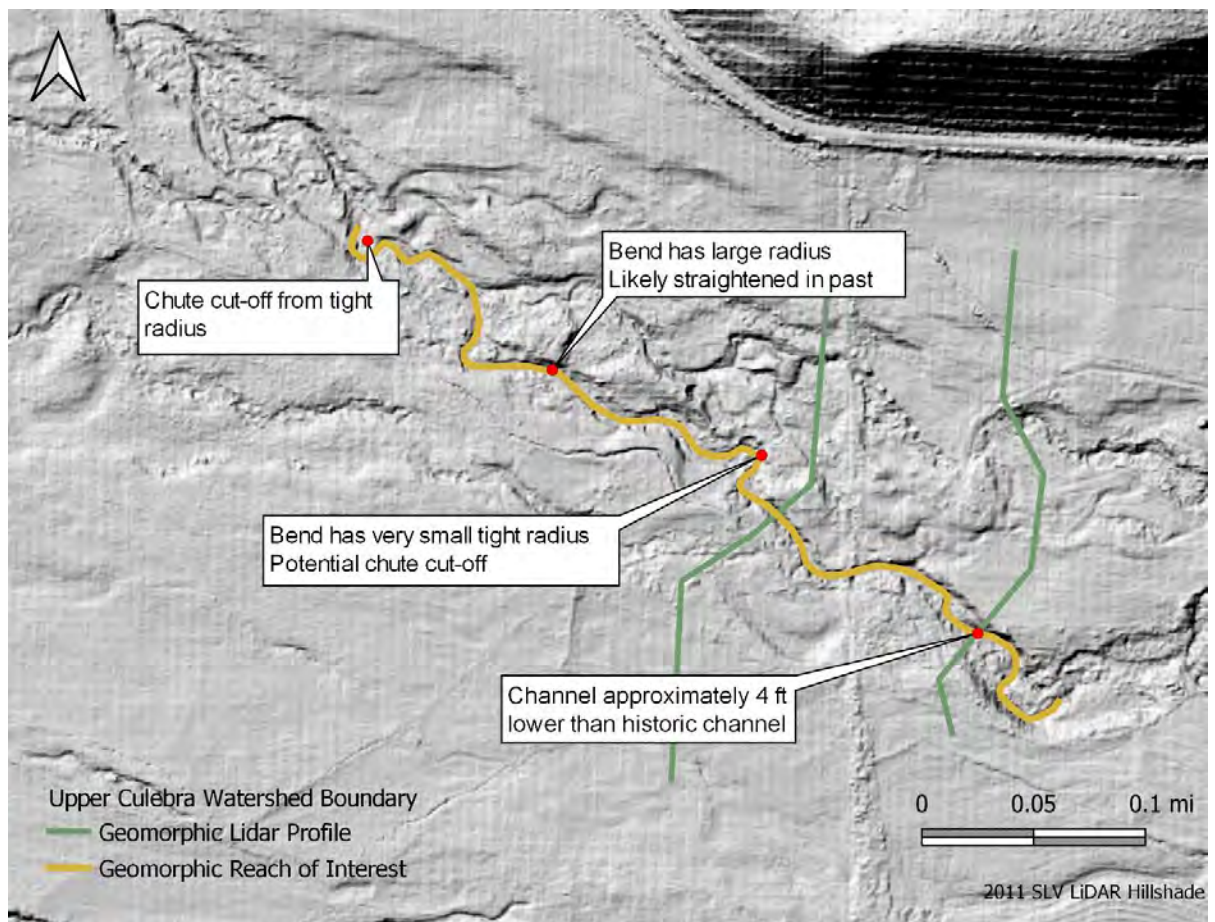 Bend has large radius
Likely straightened in past
Chute cut-off from tight
radius
Bend has very small tight radius
Potential chute cut-off
Channel approximately 4 ft
lower than historic channel
Upper Culebra Watershed Boundary
Geomorphic Lidar Profile
Geomorphic Reach of Interest
0 0.05 0.1 mi
2011 SLV LiDAR Hillshade